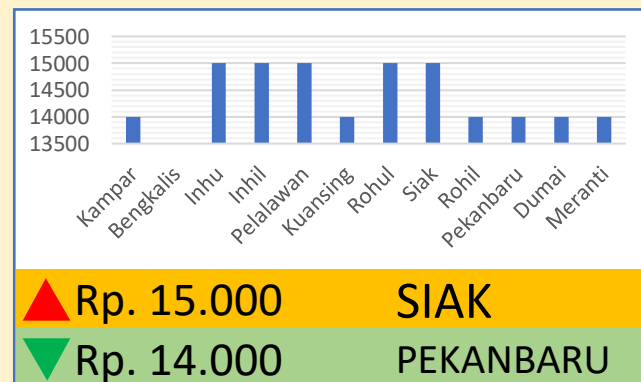 15500
15000
14500
14000
13500
Kampar
Bengkalis
Inhu
Inhil
Pelalawan
Kuansing
Rohul
Siak
Rohil
Pekanbaru
Dumai
Meranti
Rp. 15.000 SIAK
Rp. 14.000 PEKANBARU